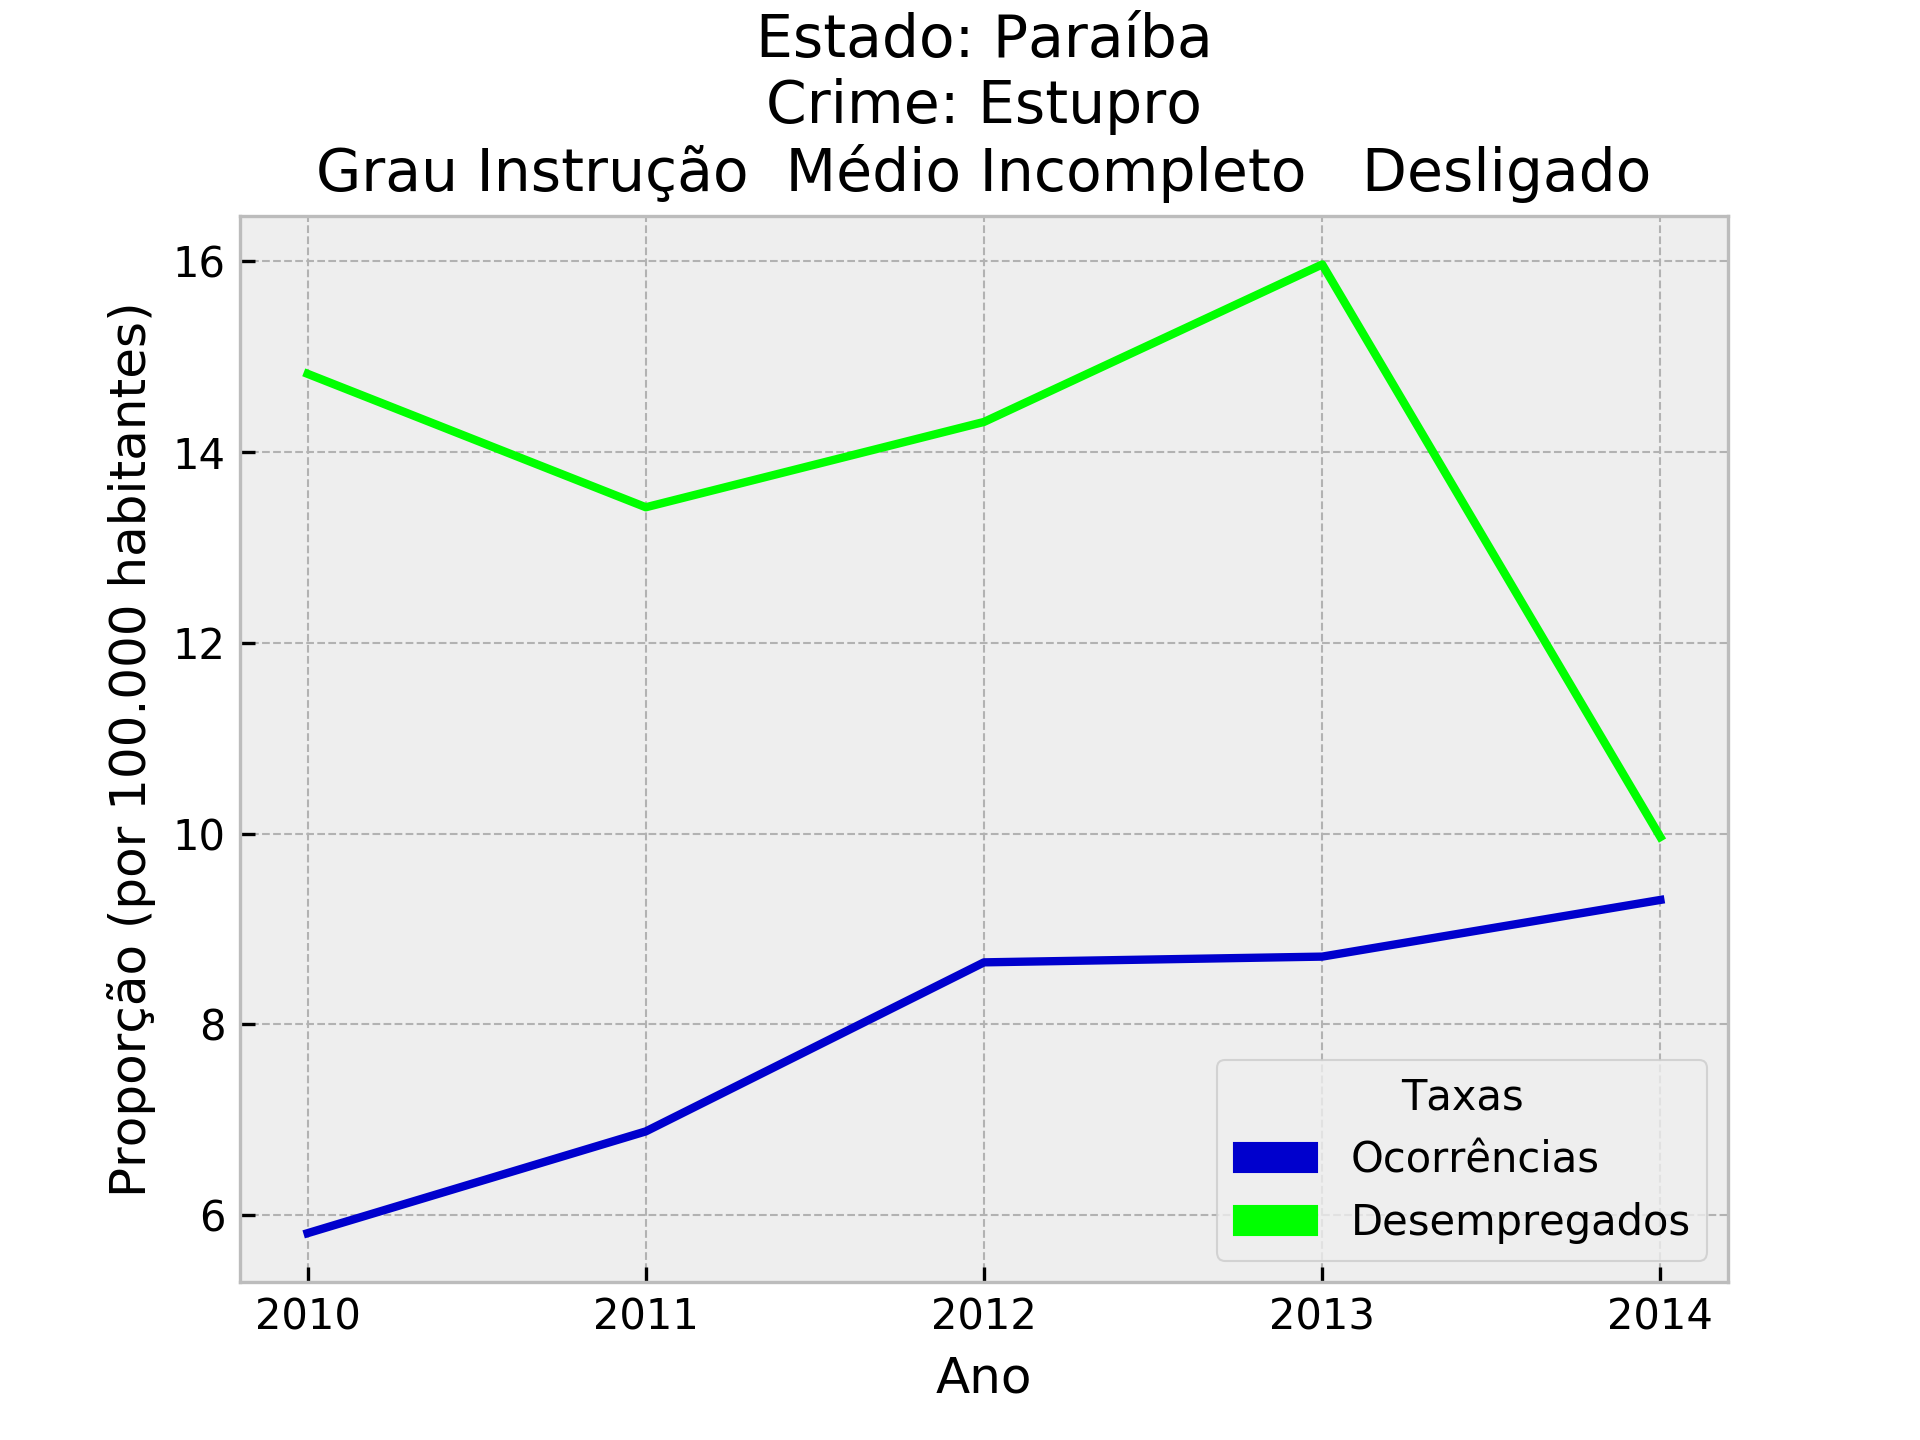 Estado: Paraíba
Crime: Estupro
Grau Instrução  Médio Incompleto   Desligado
Proporção (por 100.000 habitantes)
16
14
12
10
8
6
Taxas
Ocorrências
Desempregados
2010 2011 2012 2013 2014
Ano